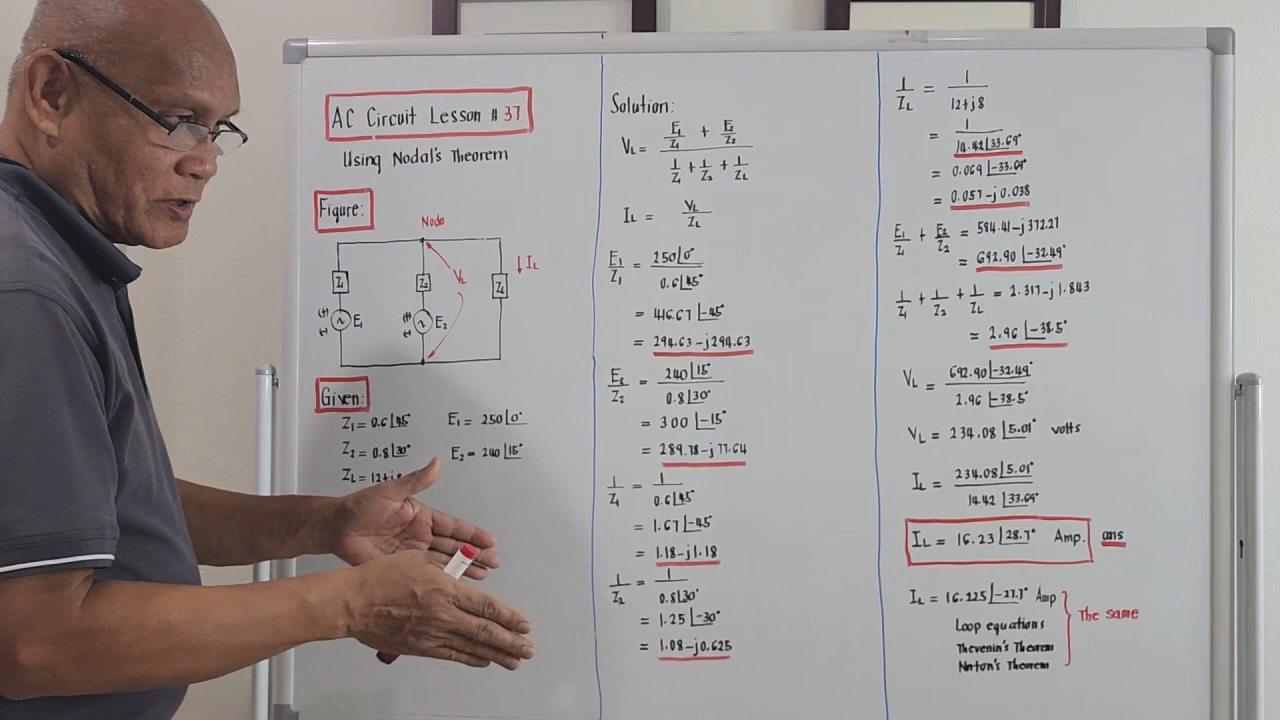 AC Circuit Lesson # 37
Using Nodal's Theorem
Figure:
Node
Z₁
Z₂
ZL
VL
↓ IL
(+)
(-)
E₁
(+)
(-)
E₂
Given:
Z₁ = 0.6∠45° E₁ = 250∠0°
Z₂ = 0.8∠30° E₂ = 240∠15°
ZL = 12+j8
Solution:
VL = (E₁/Z₁ + E₂/Z₂) / (1/Z₁ + 1/Z₂ + 1/ZL)
IL = VL/ZL
E₁/Z₁ = 250∠0° / 0.6∠45°
= 416.67∠-45°
= 294.63-j294.63
E₂/Z₂ = 240∠15° / 0.8∠30°
= 300∠-15°
= 289.78-j77.64
1/Z₁ = 1 / 0.6∠45°
= 1.67∠-45°
= 1.18-j1.18
1/Z₂ = 1 / 0.8∠30°
= 1.25∠-30°
= 1.08-j0.625
1/ZL = 1 / 12+j8
= 1 / 14.42∠33.69°
= 0.069∠-33.69°
= 0.057-j0.038
E₁/Z₁ + E₂/Z₂ = 584.41-j372.27
= 692.90∠-32.49°
1/Z₁ + 1/Z₂ + 1/ZL = 2.317-j1.843
= 2.96∠-38.5°
VL = 692.90∠-32.49° / 2.96∠-38.5°
VL = 234.08∠5.01° volts
IL = 234.08∠5.01° / 14.42∠33.69°
IL = 16.23∠28.7° Amp. ans
IL = 16.225∠-27.7° Amp
Loop equations
Thevenin's Theorem
Norton's Theorem
The same